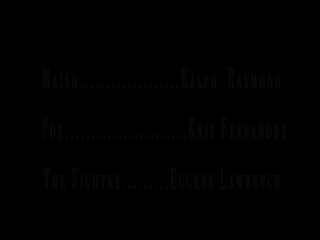 Maish...................Ralph Raymond
Fox.......................Kris Fernandez
The Fighter.........Eugene Lawrence